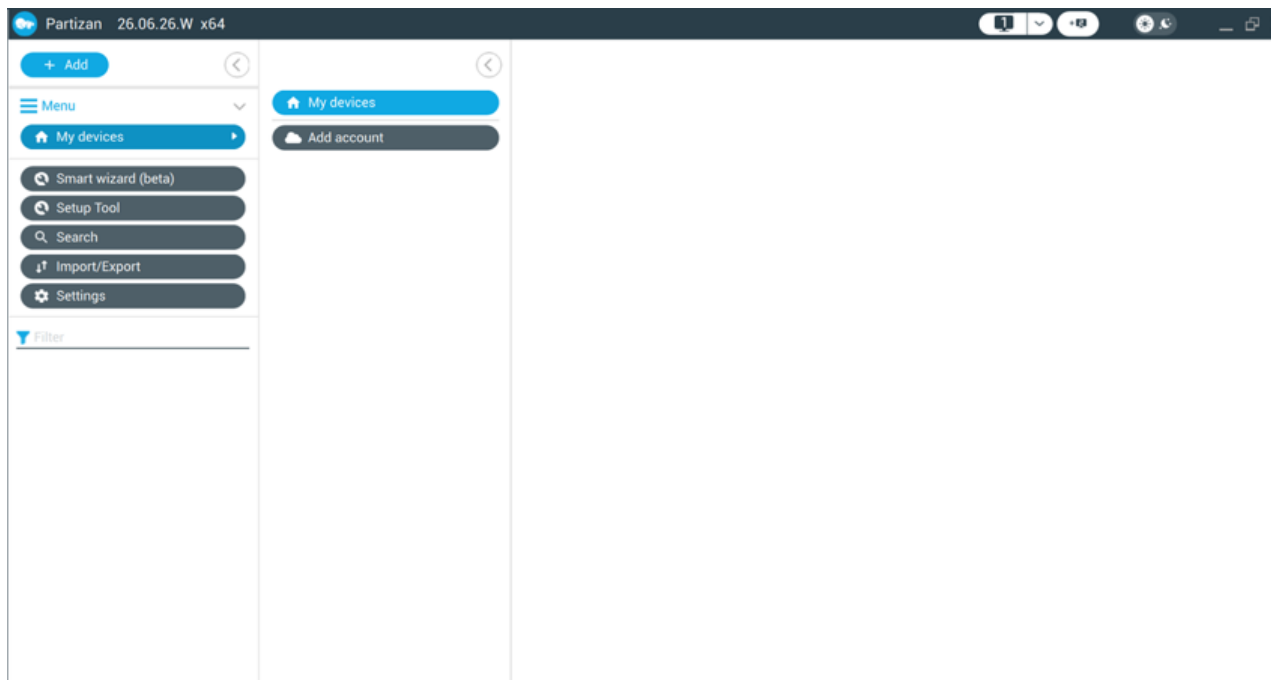 Partizan 26.06.26.W x64
1
+ Add
Menu
My devices
Smart wizard (beta)
Setup Tool
Search
Import/Export
Settings
Filter
My devices
Add account